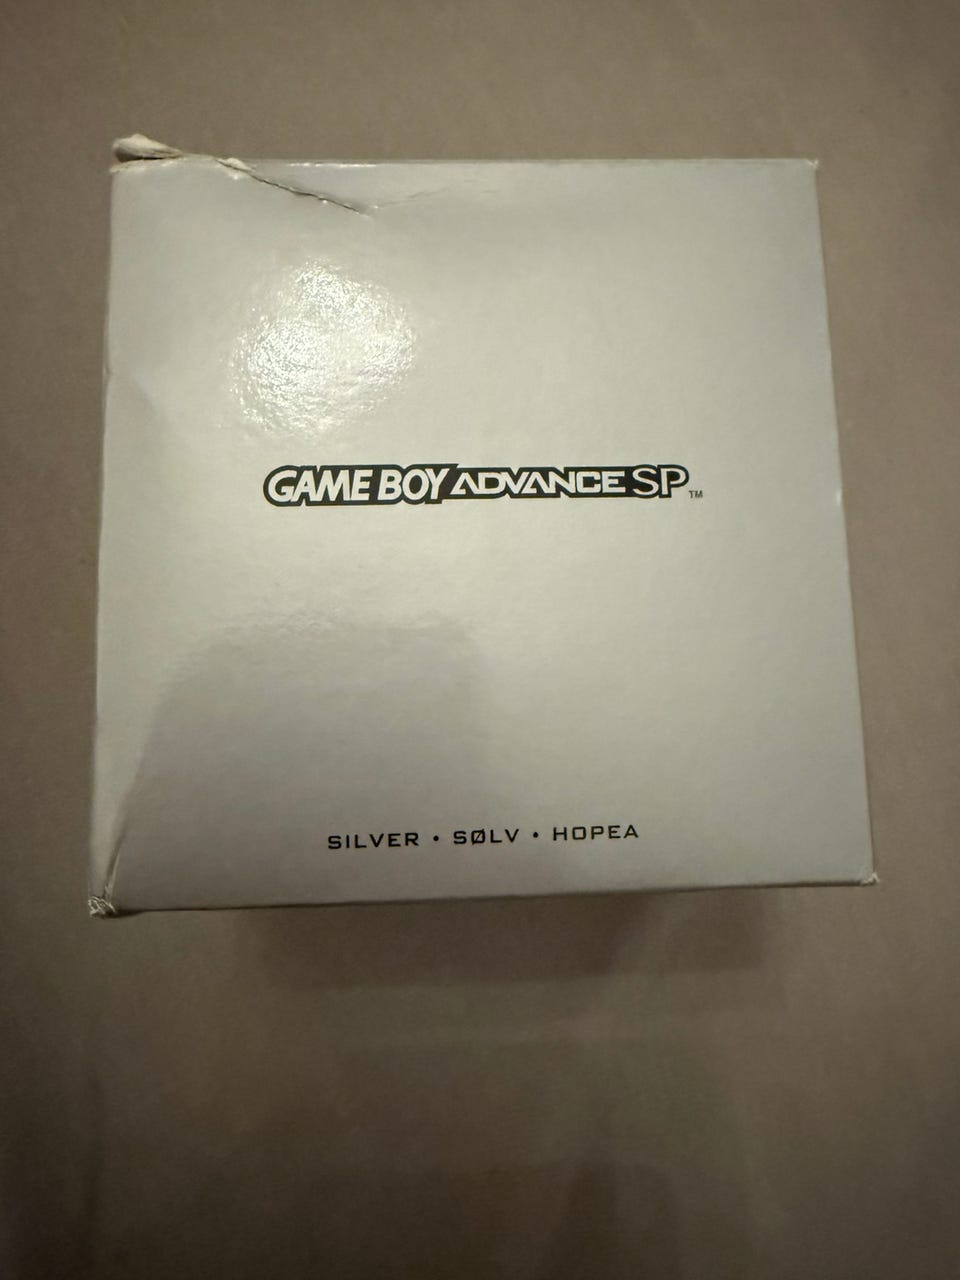 GAME BOY ADVANCE SP™
SILVER • SØLV • HOPEA